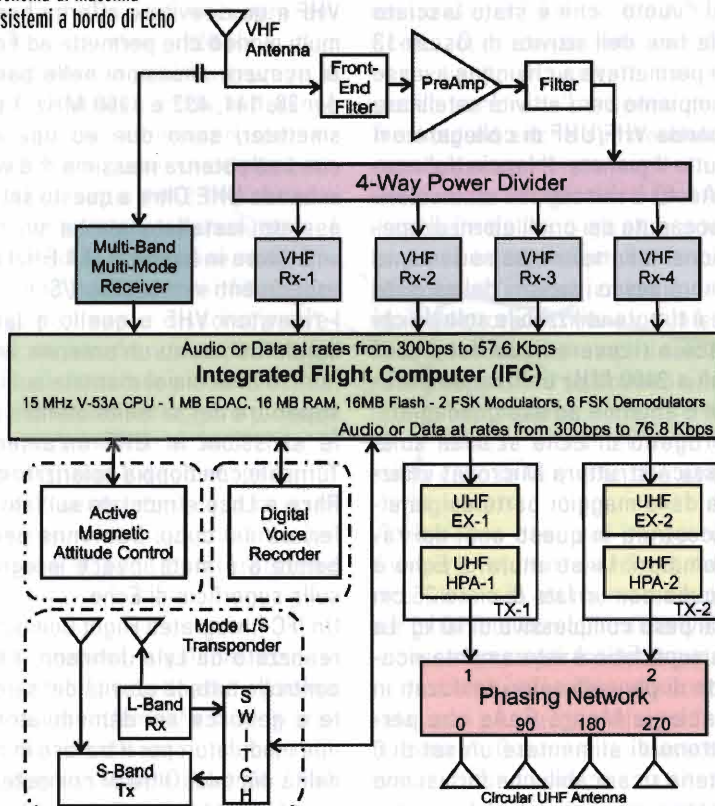 sistemi a bordo di Echo
VHF
Antenna
Front-
End
Filter
PreAmp
Filter
4-Way Power Divider
Multi-Band
Multi-Mode
Receiver
VHF
Rx-1
VHF
Rx-2
VHF
Rx-3
VHF
Rx-4
Audio or Data at rates from 300bps to 57.6 Kbps
Integrated Flight Computer (IFC)
15 MHz V-53A CPU - 1 MB EDAC, 16 MB RAM, 16MB Flash - 2 FSK Modulators, 6 FSK Demodulators
Audio or Data at rates from 300bps to 76.8 Kbps
Active
Magnetic
Attitude Control
Digital
Voice
Recorder
UHF
EX-1
UHF
HPA-1
TX-1
UHF
EX-2
UHF
HPA-2
TX-2
Mode L/S
Transponder
L-Band
Rx
S-Band
Tx
S
W
I
T
C
H
1 2
Phasing Network
0 90 180 270
Circular UHF Antenna